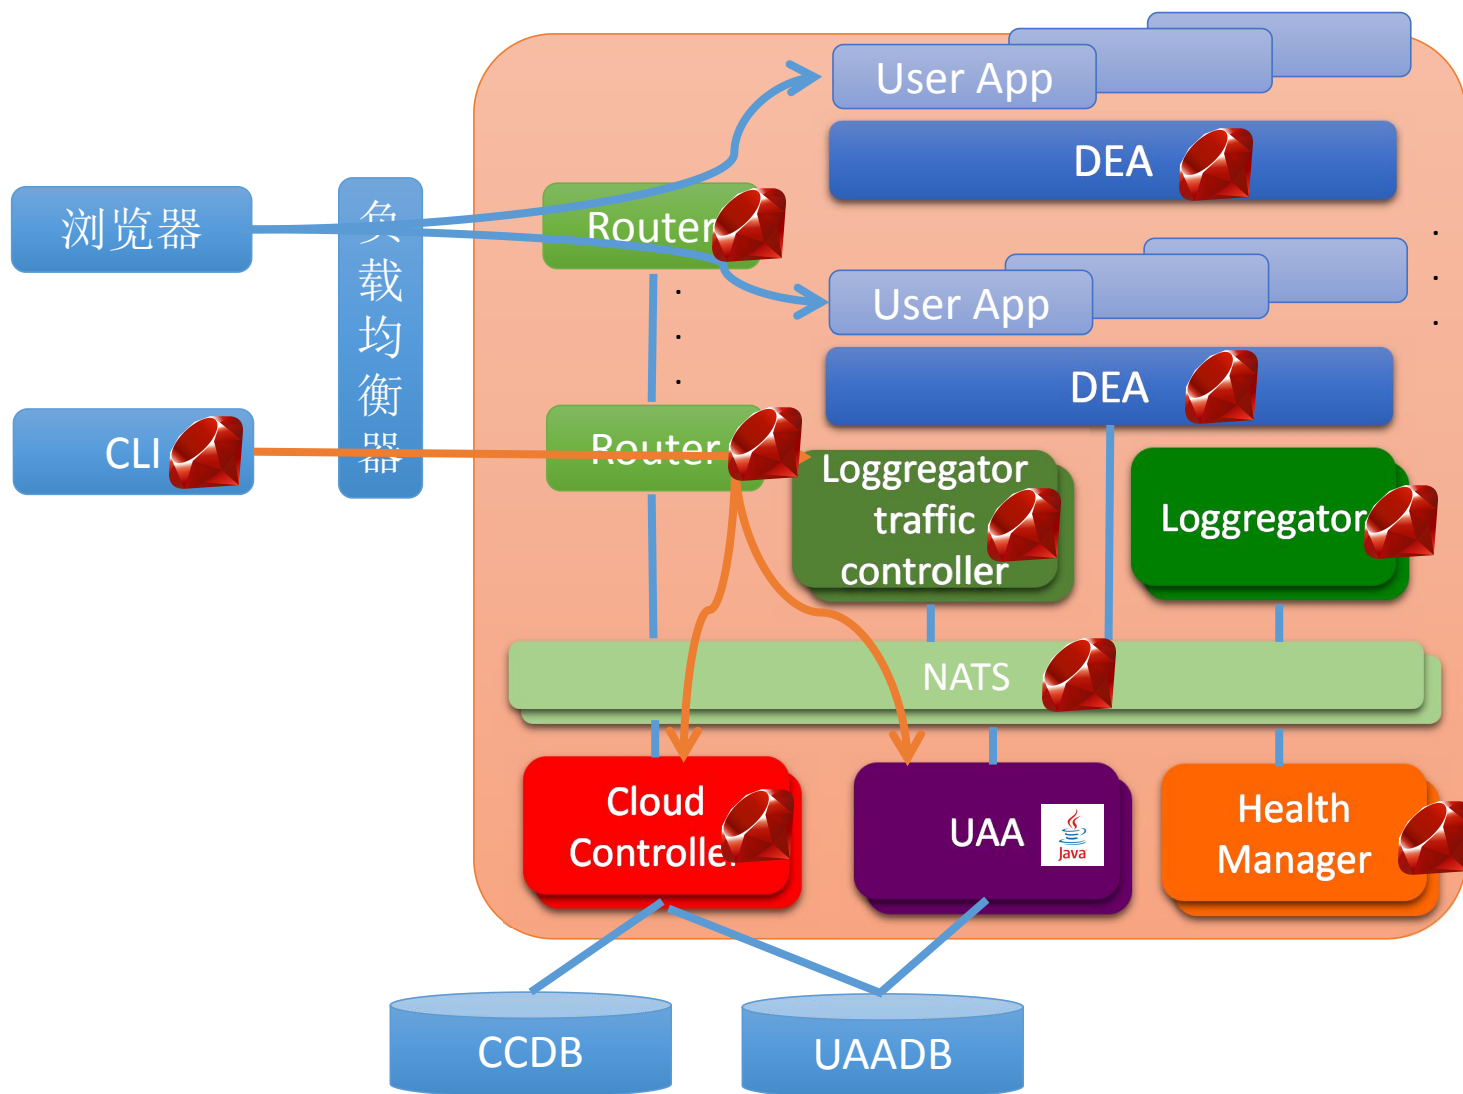 User App
DEA
浏览器
负载均衡器
Router
User App
DEA
CLI
Router
Loggregator
traffic
controller
Loggregator
NATS
Cloud
Controller
UAA
Java
Health
Manager
CCDB
UAADB